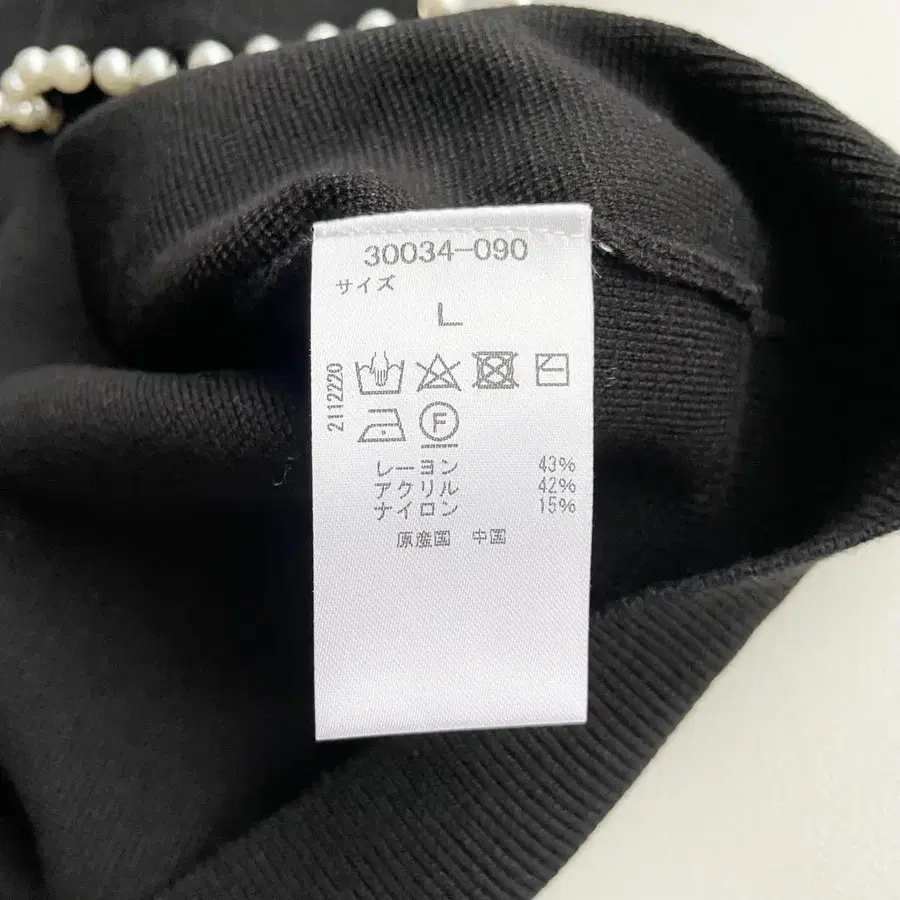 30034-090
サイズ
L
2112220
F
レーヨン 43%
アクリル 42%
ナイロン 15%
原産国 中国